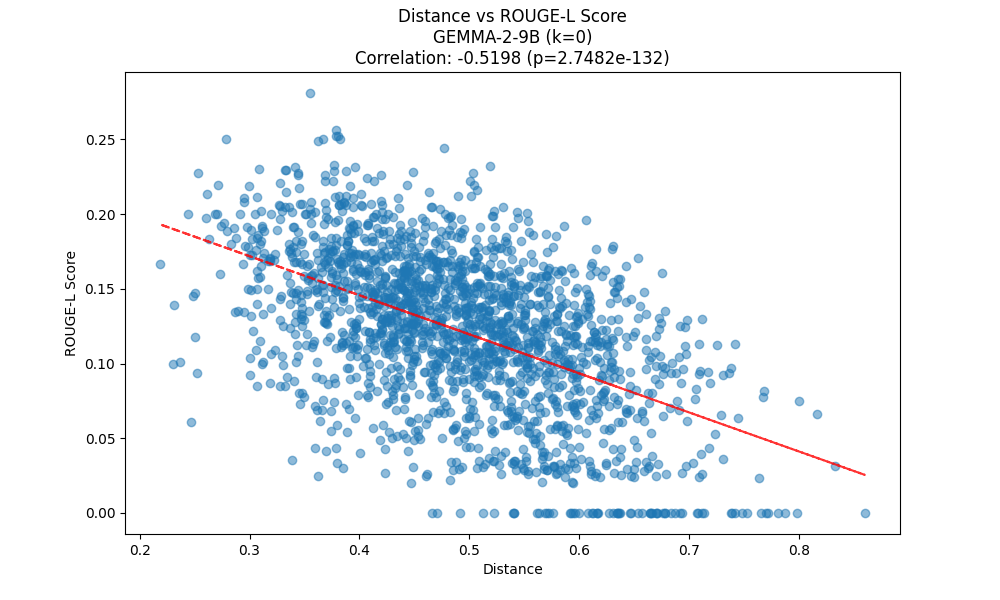 Distance vs ROUGE-L Score
GEMMA-2-9B (k=0)
Correlation: -0.5198 (p=2.7482e-132)
ROUGE-L Score
0.25
0.20
0.15
0.10
0.05
0.00
0.2 0.3 0.4 0.5 0.6 0.7 0.8
Distance